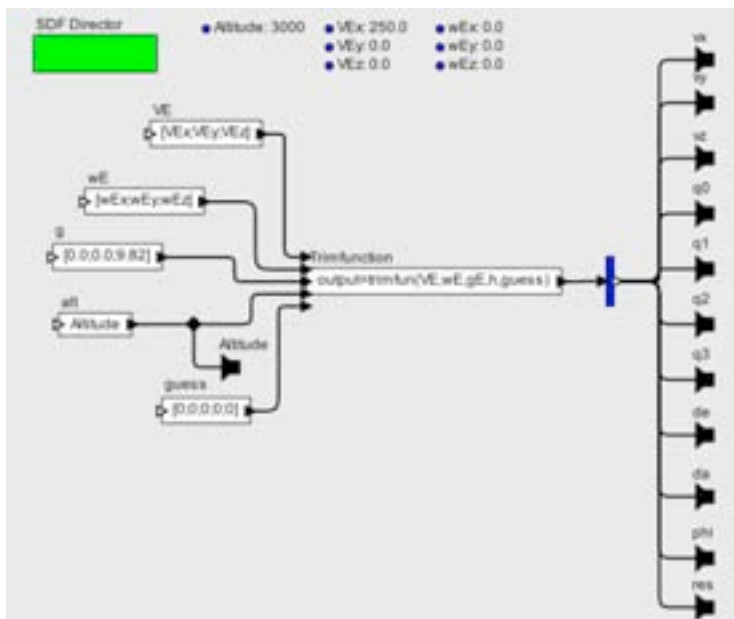 SDF Director
Altitude: 3000
VEx: 250.0
wEx: 0.0
VEy: 0.0
wEy: 0.0
VEz: 0.0
wEz: 0.0
VE
[VEx;VEy;VEz]
wE
[wEx;wEy;wEz]
g
[0.0;0.0;9.82]
alt
Altitude
Altitude
guess
[0;0;0;0;0]
Trimfunction
output=trimfun(VE,wE,gE,h,guess)
vx
vy
vz
q0
q1
q2
q3
de
da
phi
res